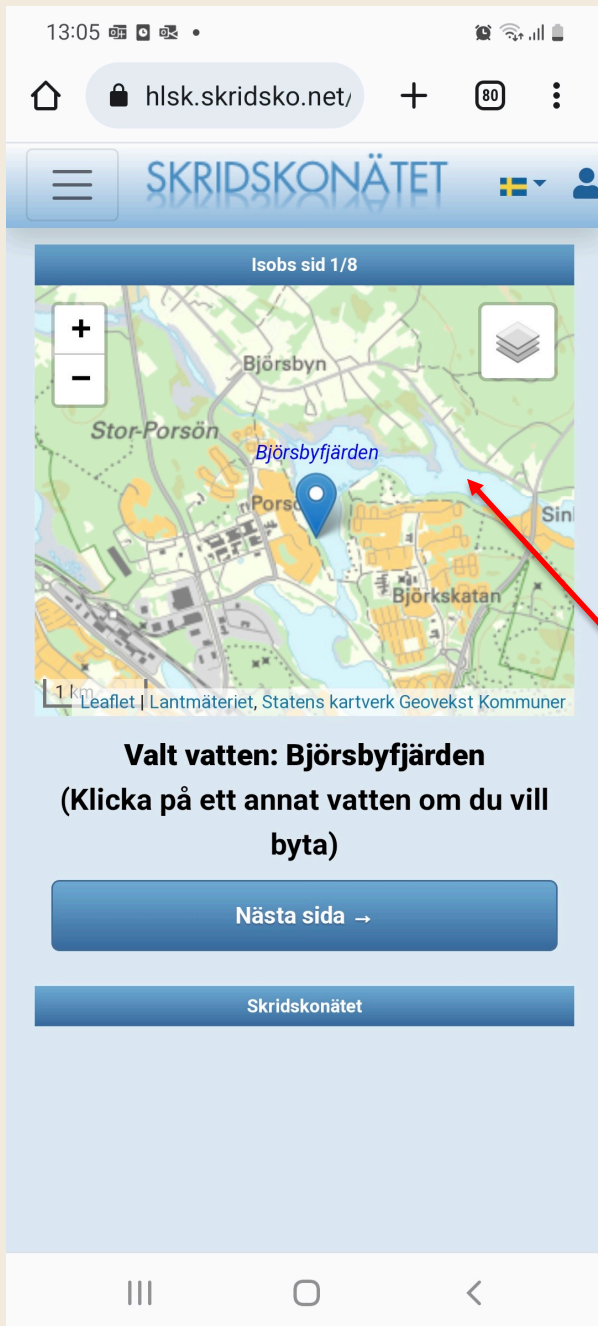 13:05
hlsk.skridsko.net/
80
SKRIDSKONÄTET
Isobs sid 1/8
+
−
Björsbyn
Stor-Porsön
Björsbyfjärden
Björkskatan
1 km
Leaflet | Lantmäteriet, Statens kartverk Geovekst Kommuner
Valt vatten: Björsbyfjärden
(Klicka på ett annat vatten om du vill
byta)
Nästa sida →
Skridskonätet